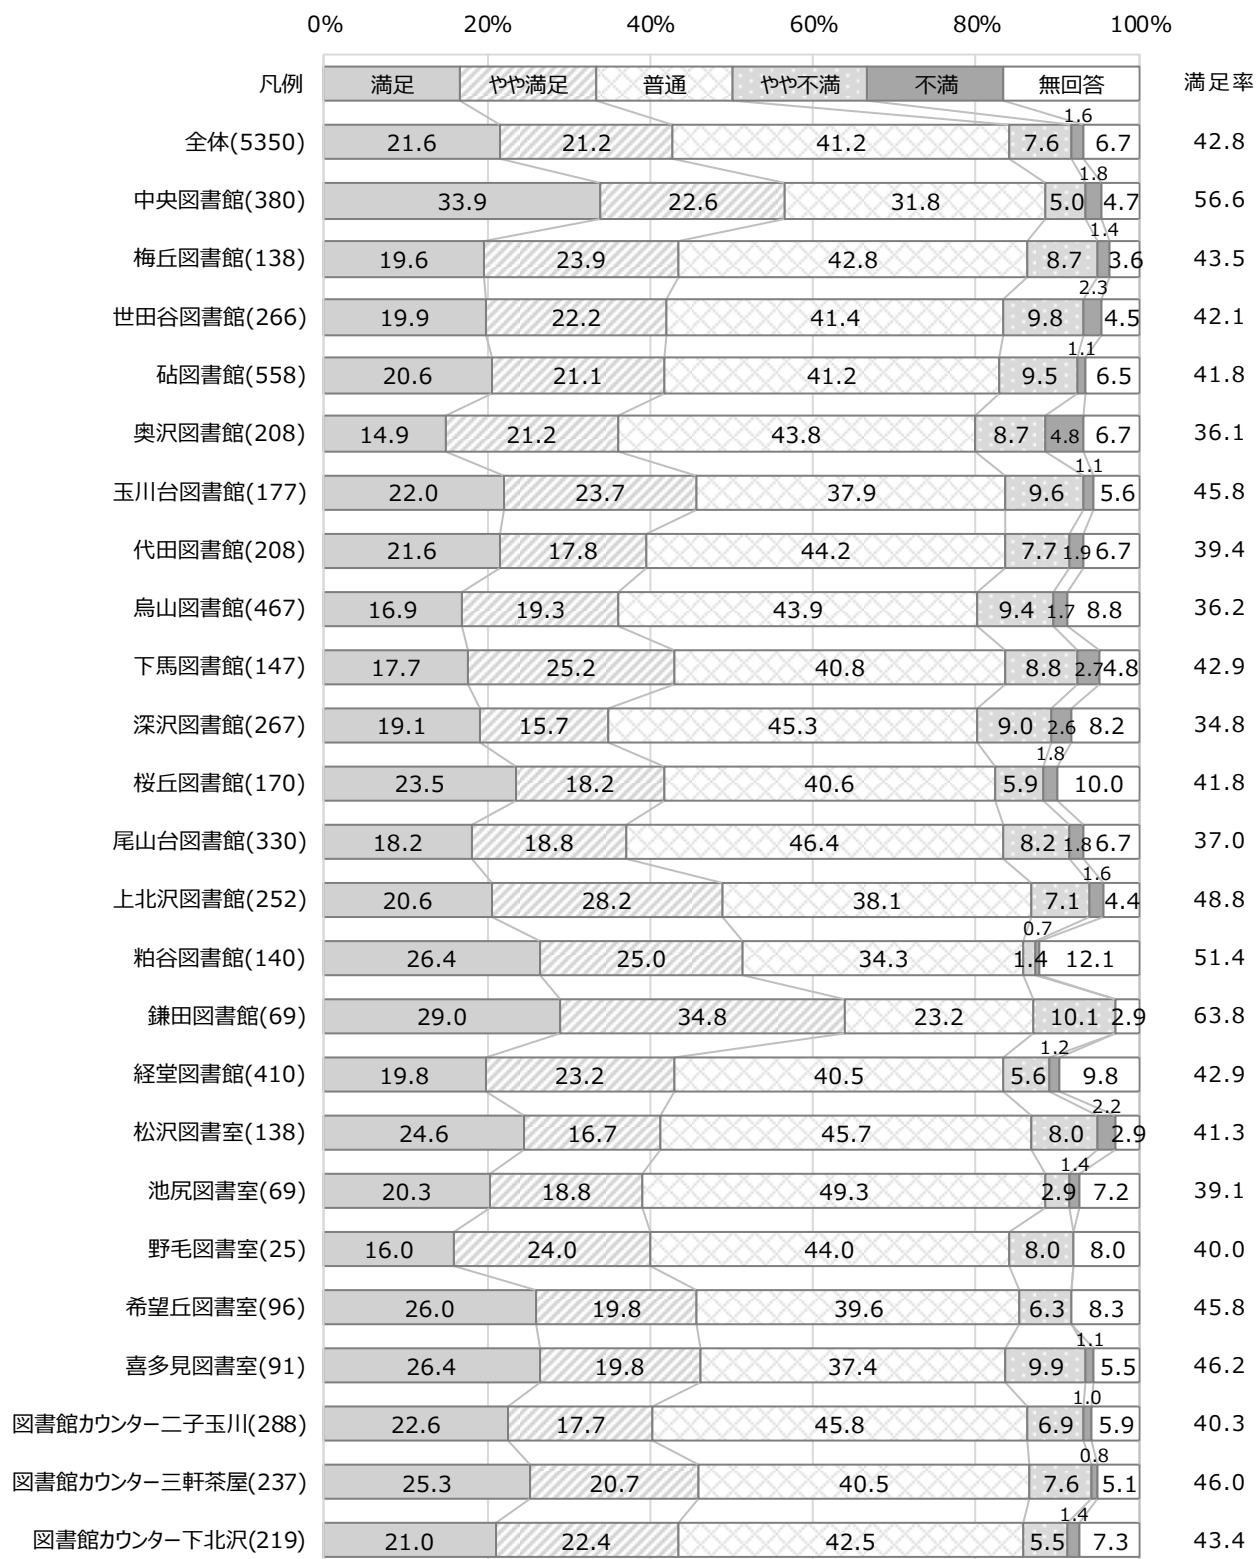 0% 20% 40% 60% 80% 100%
凡例 満足 やや満足 普通 やや不満 不満 無回答 満足率
全体(5350) 21.6 21.2 41.2 7.6 1.6 6.7 42.8
中央図書館(380) 33.9 22.6 31.8 5.0 1.8 4.7 56.6
梅丘図書館(138) 19.6 23.9 42.8 8.7 1.4 3.6 43.5
世田谷図書館(266) 19.9 22.2 41.4 9.8 2.3 4.5 42.1
砧図書館(558) 20.6 21.1 41.2 9.5 1.1 6.5 41.8
奥沢図書館(208) 14.9 21.2 43.8 8.7 4.8 6.7 36.1
玉川台図書館(177) 22.0 23.7 37.9 9.6 1.1 5.6 45.8
代田図書館(208) 21.6 17.8 44.2 7.7 1.9 6.7 39.4
烏山図書館(467) 16.9 19.3 43.9 9.4 1.7 8.8 36.2
下馬図書館(147) 17.7 25.2 40.8 8.8 2.7 4.8 42.9
深沢図書館(267) 19.1 15.7 45.3 9.0 2.6 8.2 34.8
桜丘図書館(170) 23.5 18.2 40.6 5.9 1.8 10.0 41.8
尾山台図書館(330) 18.2 18.8 46.4 8.2 1.8 6.7 37.0
上北沢図書館(252) 20.6 28.2 38.1 7.1 1.6 4.4 48.8
粕谷図書館(140) 26.4 25.0 34.3 1.4 0.7 12.1 51.4
鎌田図書館(69) 29.0 34.8 23.2 10.1 2.9 63.8
経堂図書館(410) 19.8 23.2 40.5 5.6 1.2 9.8 42.9
松沢図書室(138) 24.6 16.7 45.7 8.0 2.2 2.9 41.3
池尻図書室(69) 20.3 18.8 49.3 2.9 1.4 7.2 39.1
野毛図書室(25) 16.0 24.0 44.0 8.0 8.0 40.0
希望丘図書室(96) 26.0 19.8 39.6 6.3 8.3 45.8
喜多見図書室(91) 26.4 19.8 37.4 9.9 1.1 5.5 46.2
図書館カウンター二子玉川(288) 22.6 17.7 45.8 6.9 1.0 5.9 40.3
図書館カウンター三軒茶屋(237) 25.3 20.7 40.5 7.6 0.8 5.1 46.0
図書館カウンター下北沢(219) 21.0 22.4 42.5 5.5 1.4 7.3 43.4